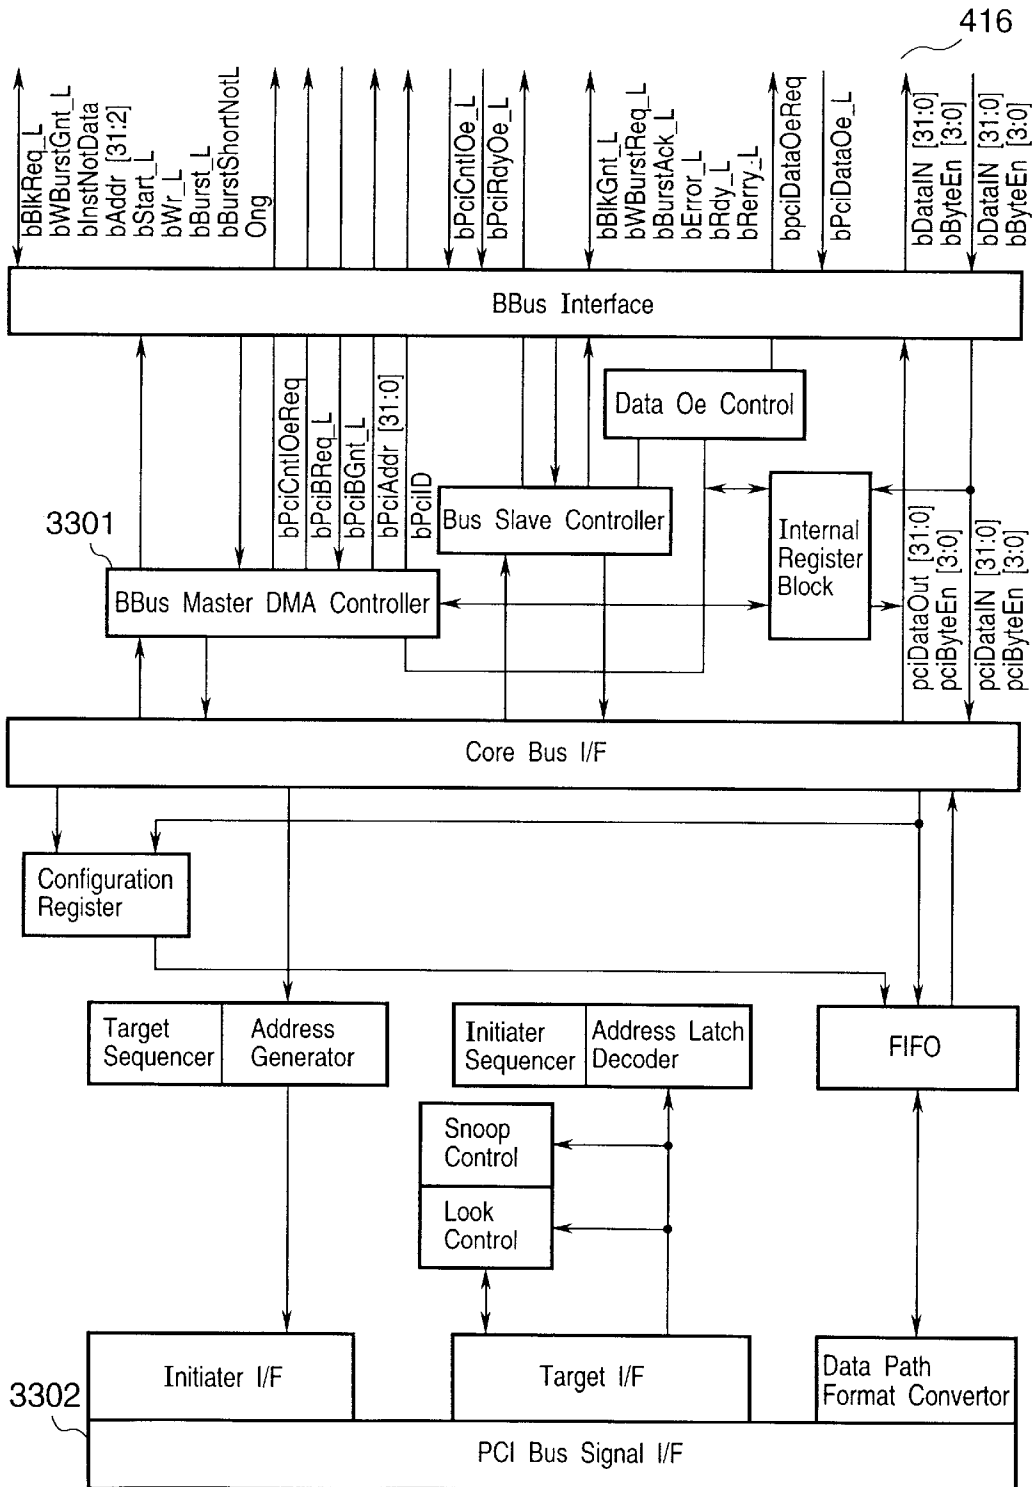 416
bBlkReq_L
bWBurstGnt_L
bInstNotData
bAddr [31:2]
bStart_L
bWr_L
bBurst_L
bBurstShortNotL
Ong
bPciCntlOe_L
bPciRdyOe_L
bBlkGnt_L
bWBurstReq_L
bBurstAck_L
bError_L
bRdy_L
bRerry_L
bpciDataOeReq
bPciDataOe_L
bDataIN [31:0]
bByteEn [3:0]
bDataIN [31:0]
bByteEn [3:0]
BBus Interface
bPciCntlOeReq
bPciBReq_L
bPciBGnt_L
bPciAddr [31:0]
bPciID
Data Oe Control
Bus Slave Controller
Internal
Register
Block
3301
BBus Master DMA Controller
pciDataOut [31:0]
pciByteEn [3:0]
pciDataIN [31:0]
pciByteEn [3:0]
Core Bus I/F
Configuration
Register
Target
Sequencer
Address
Generator
Initiater
Sequencer
Address Latch
Decoder
FIFO
Snoop
Control
Look
Control
Initiater I/F
Target I/F
Data Path
Format Convertor
3302
PCI Bus Signal I/F